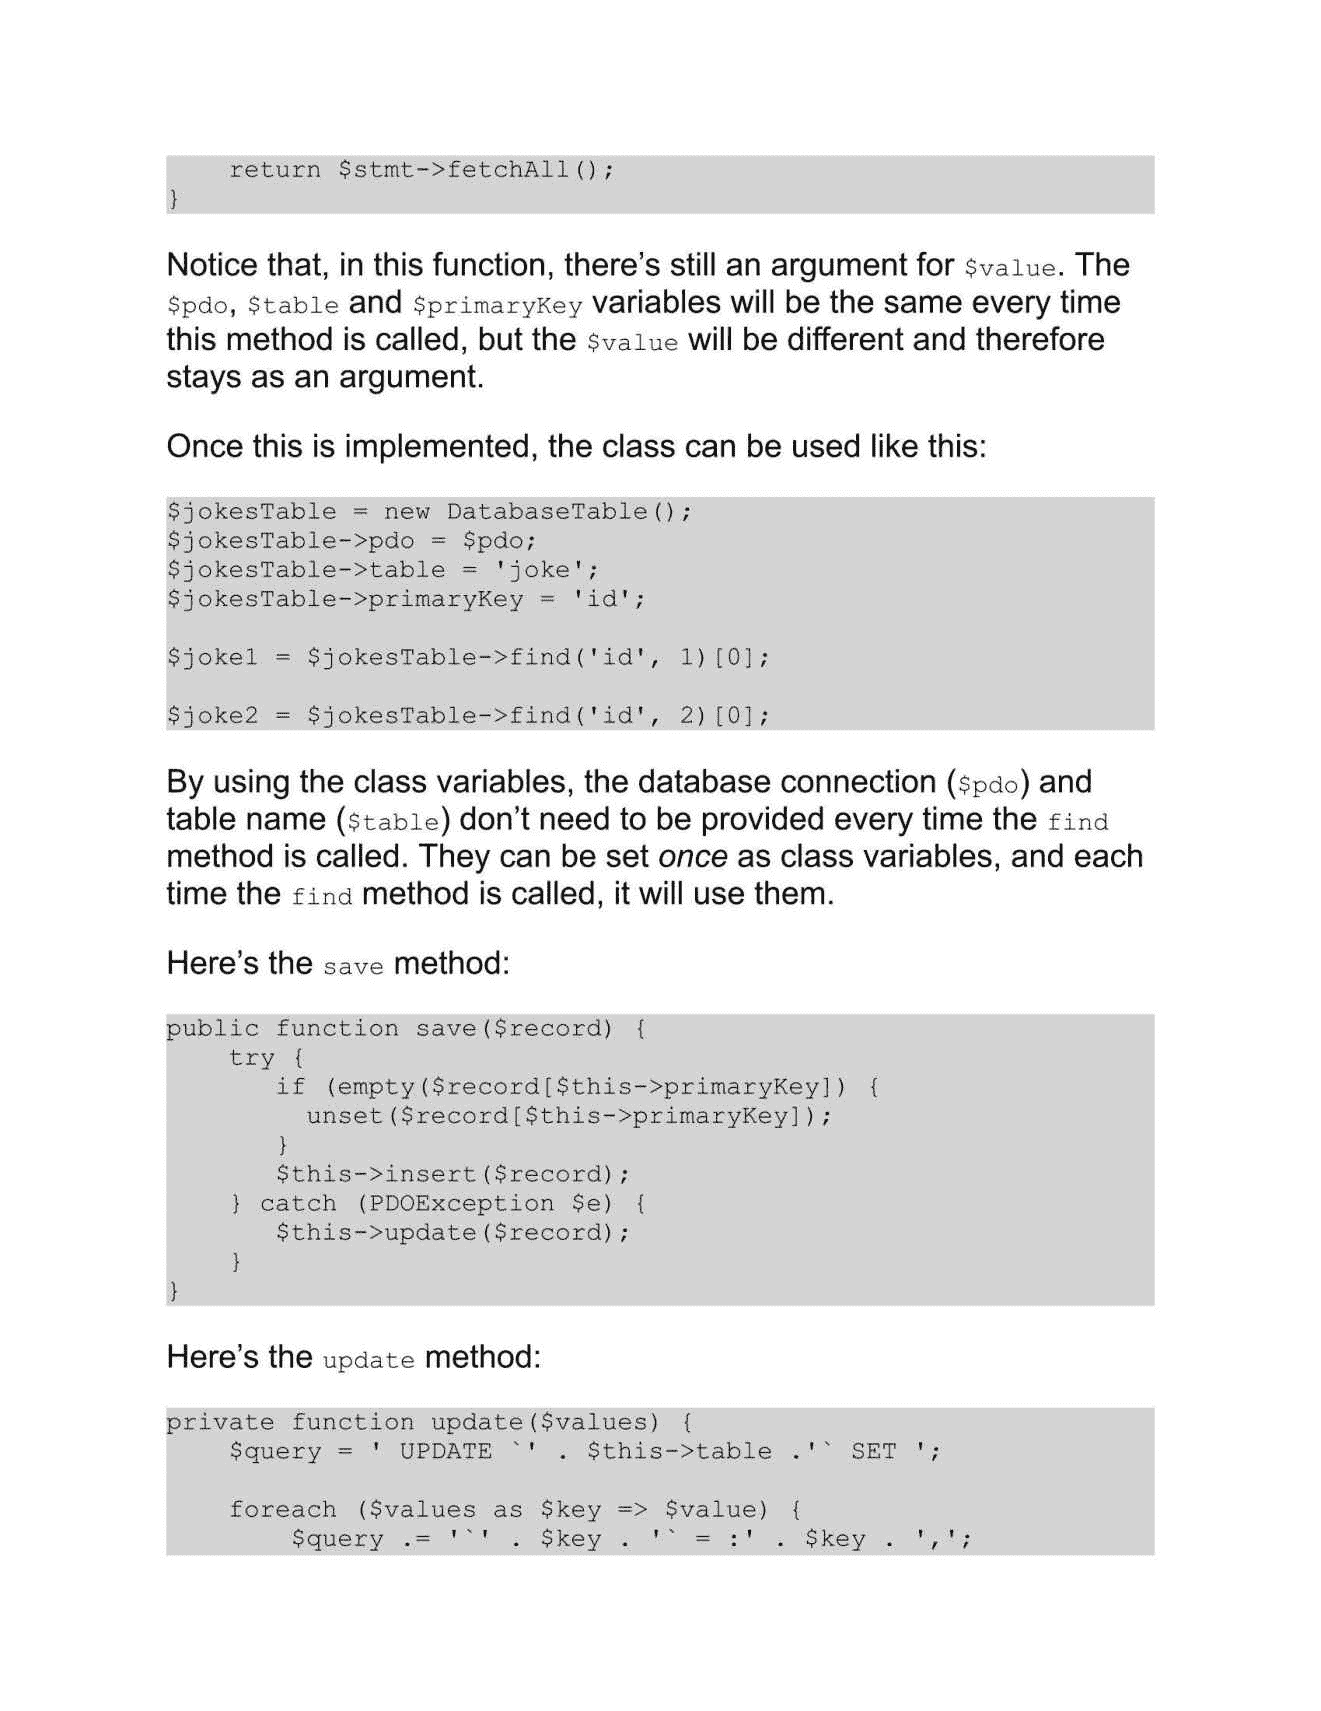 return $stmt->fetchAll();
}
Notice that, in this function, there’s still an argument for $value. The
$pdo, $table and $primaryKey variables will be the same every time
this method is called, but the $value will be different and therefore
stays as an argument.
Once this is implemented, the class can be used like this:
$jokesTable = new DatabaseTable();
$jokesTable->pdo = $pdo;
$jokesTable->table = 'joke';
$jokesTable->primaryKey = 'id';
$joke1 = $jokesTable->find('id', 1)[0];
$joke2 = $jokesTable->find('id', 2)[0];
By using the class variables, the database connection ($pdo) and
table name ($table) don’t need to be provided every time the find
method is called. They can be set once as class variables, and each
time the find method is called, it will use them.
Here’s the save method:
public function save($record) {
    try {
       if (empty($record[$this->primaryKey]) {
         unset($record[$this->primaryKey]);
       }
       $this->insert($record);
    } catch (PDOException $e) {
       $this->update($record);
    }
}
Here’s the update method:
private function update($values) {
    $query = ' UPDATE `' . $this->table .'` SET ';
    foreach ($values as $key => $value) {
        $query .= '`' . $key . '` = :' . $key . ',';